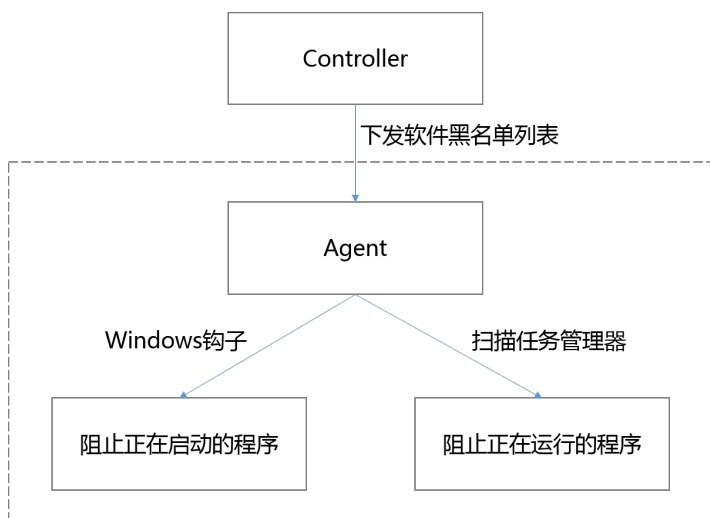 Controller
下发软件黑名单列表
Agent
Windows钩子
扫描任务管理器
阻止正在启动的程序
阻止正在运行的程序